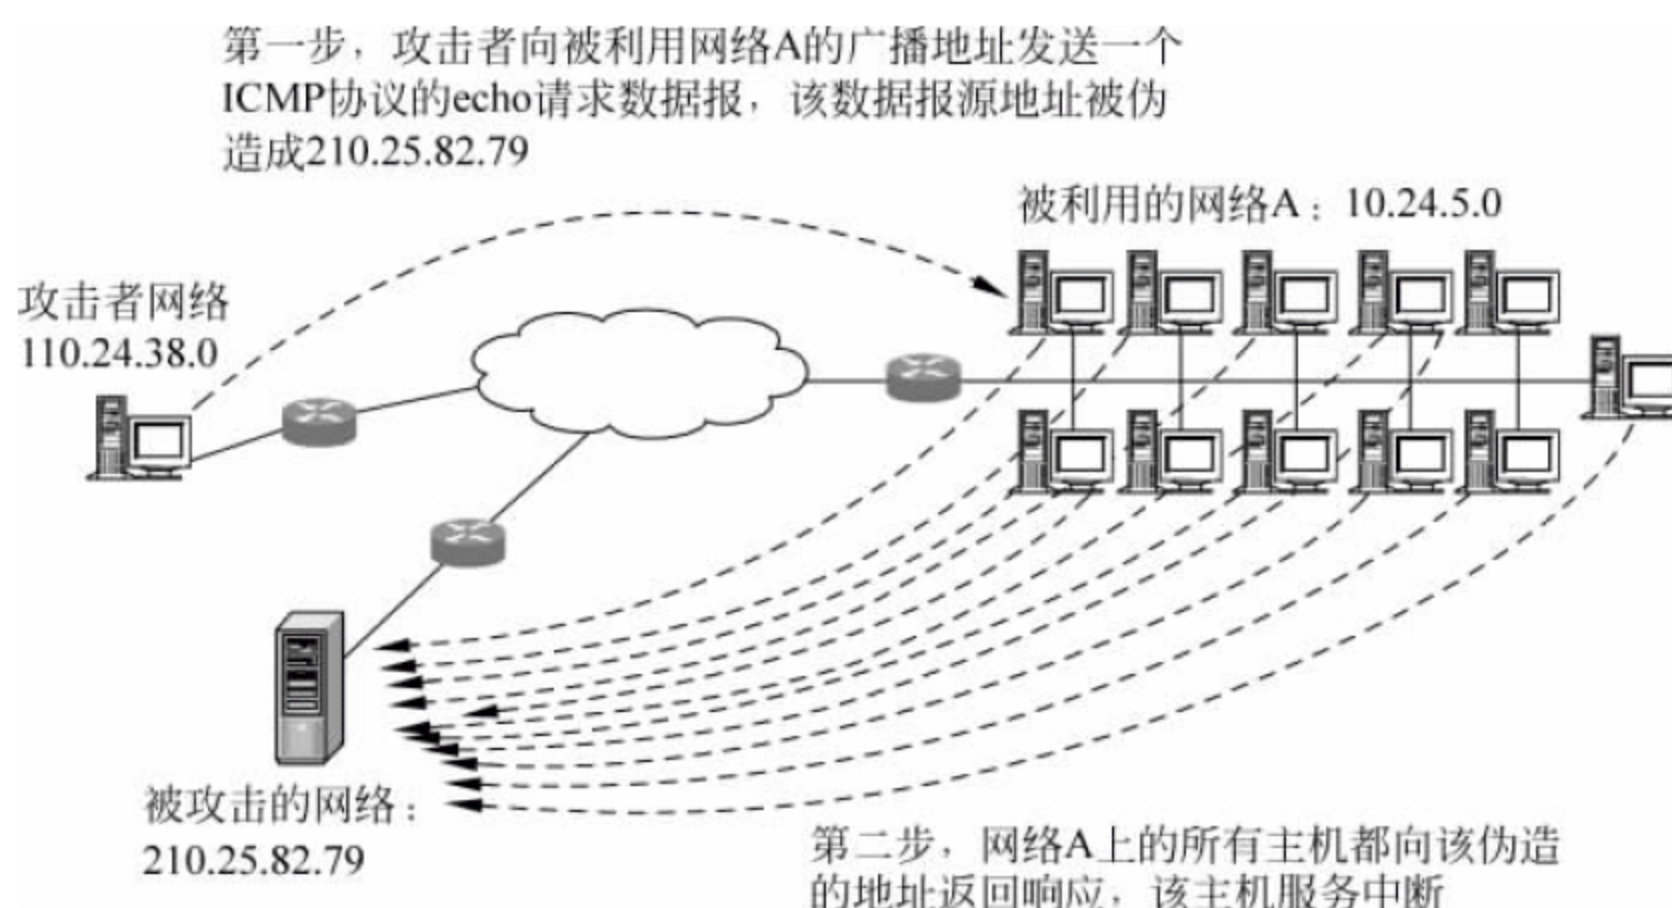 第一步，攻击者向被利用网络A的广播地址发送一个
ICMP协议的echo请求数据报，该数据报源地址被伪
造成210.25.82.79
被利用的网络A：10.24.5.0
攻击者网络
110.24.38.0
被攻击的网络：
210.25.82.79
第二步，网络A上的所有主机都向该伪造
的地址返回响应，该主机服务中断